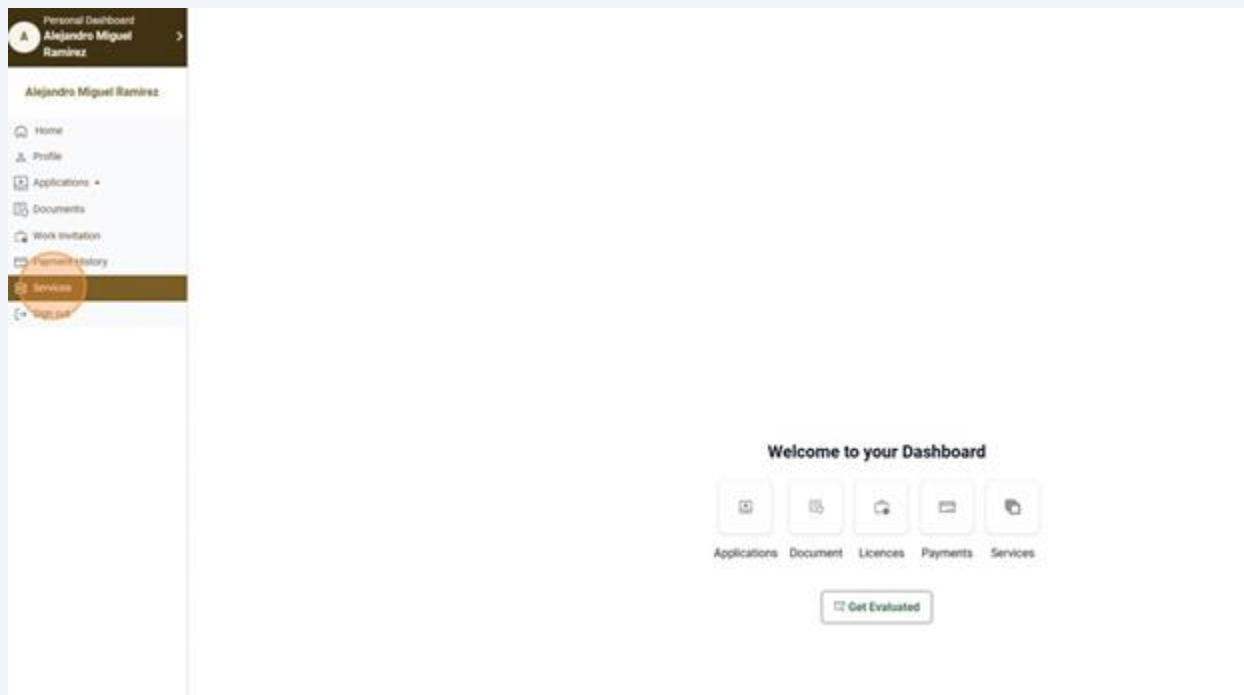 Personal Dashboard
A
Alejandro Miguel
Ramirez
Alejandro Miguel Ramirez
Home
Profile
Applications
Documents
Work Invitation
Payment History
Services
Sign out
Welcome to your Dashboard
Applications Document Licences Payments Services
Get Evaluated